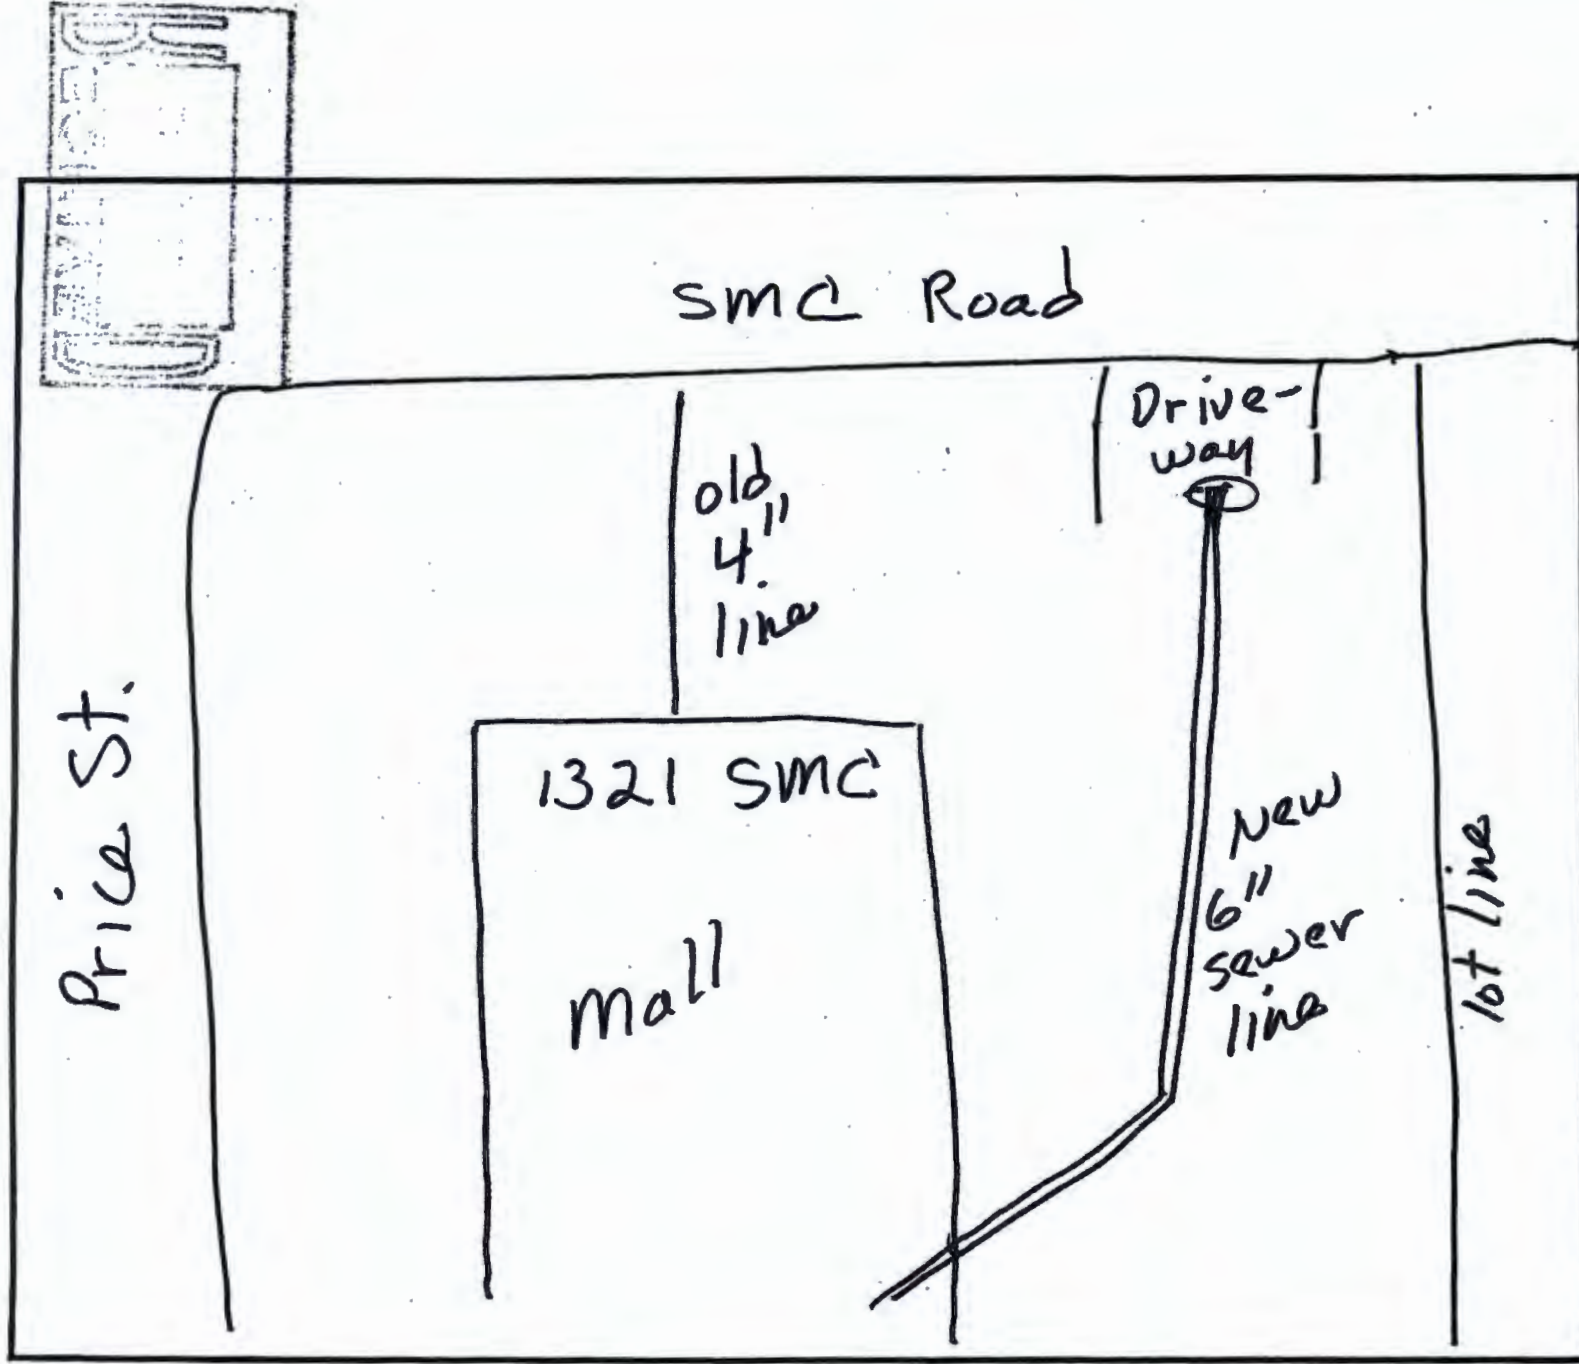 SMC Road
Drive-
way
old
4"
line
1321 SMC
Mall
New
6"
sewer
line
lot line
Price St.